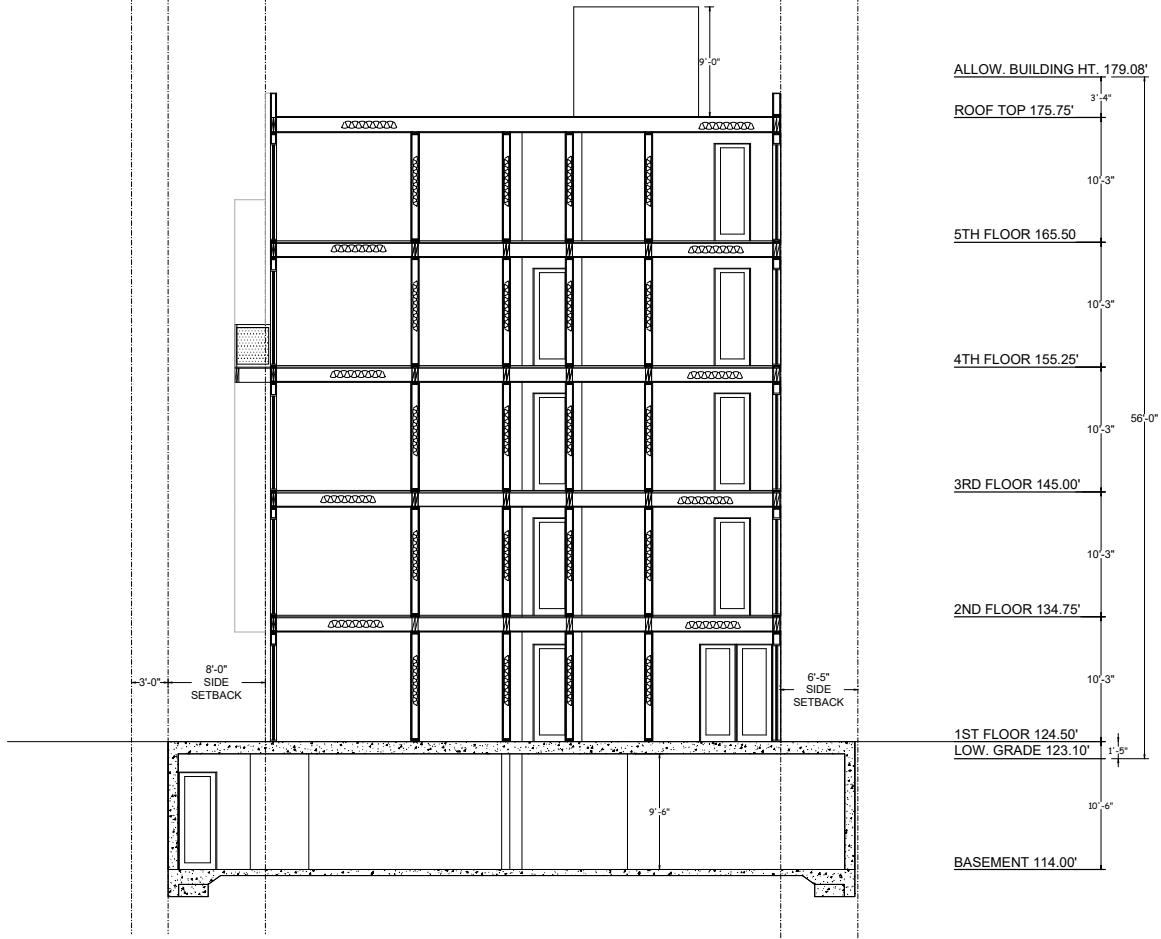 9'-0"
ALLOW. BUILDING HT. 179.08'
3'-4"
ROOF TOP 175.75'
10'-3"
5TH FLOOR 165.50
10'-3"
4TH FLOOR 155.25'
10'-3"
56'-0"
3RD FLOOR 145.00'
10'-3"
2ND FLOOR 134.75'
3'-0"
8'-0"
SIDE
SETBACK
6'-5"
SIDE
SETBACK
10'-3"
1ST FLOOR 124.50'
LOW. GRADE 123.10'
1'-5"
9'-6"
10'-6"
BASEMENT 114.00'